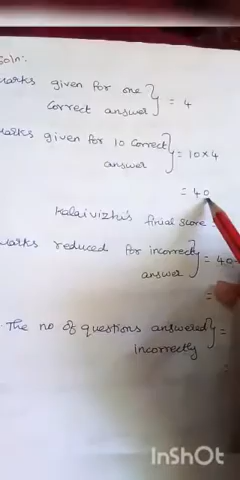 Soln:
Marks given for one } = 4
correct answer
Marks given for 10 correct } = 10 × 4
answer
= 40
Kalaivizhi's final score =
Marks reduced for incorrect } = 40-
answer
=
The no of questions answered } =
incorrectly
=
InShOt